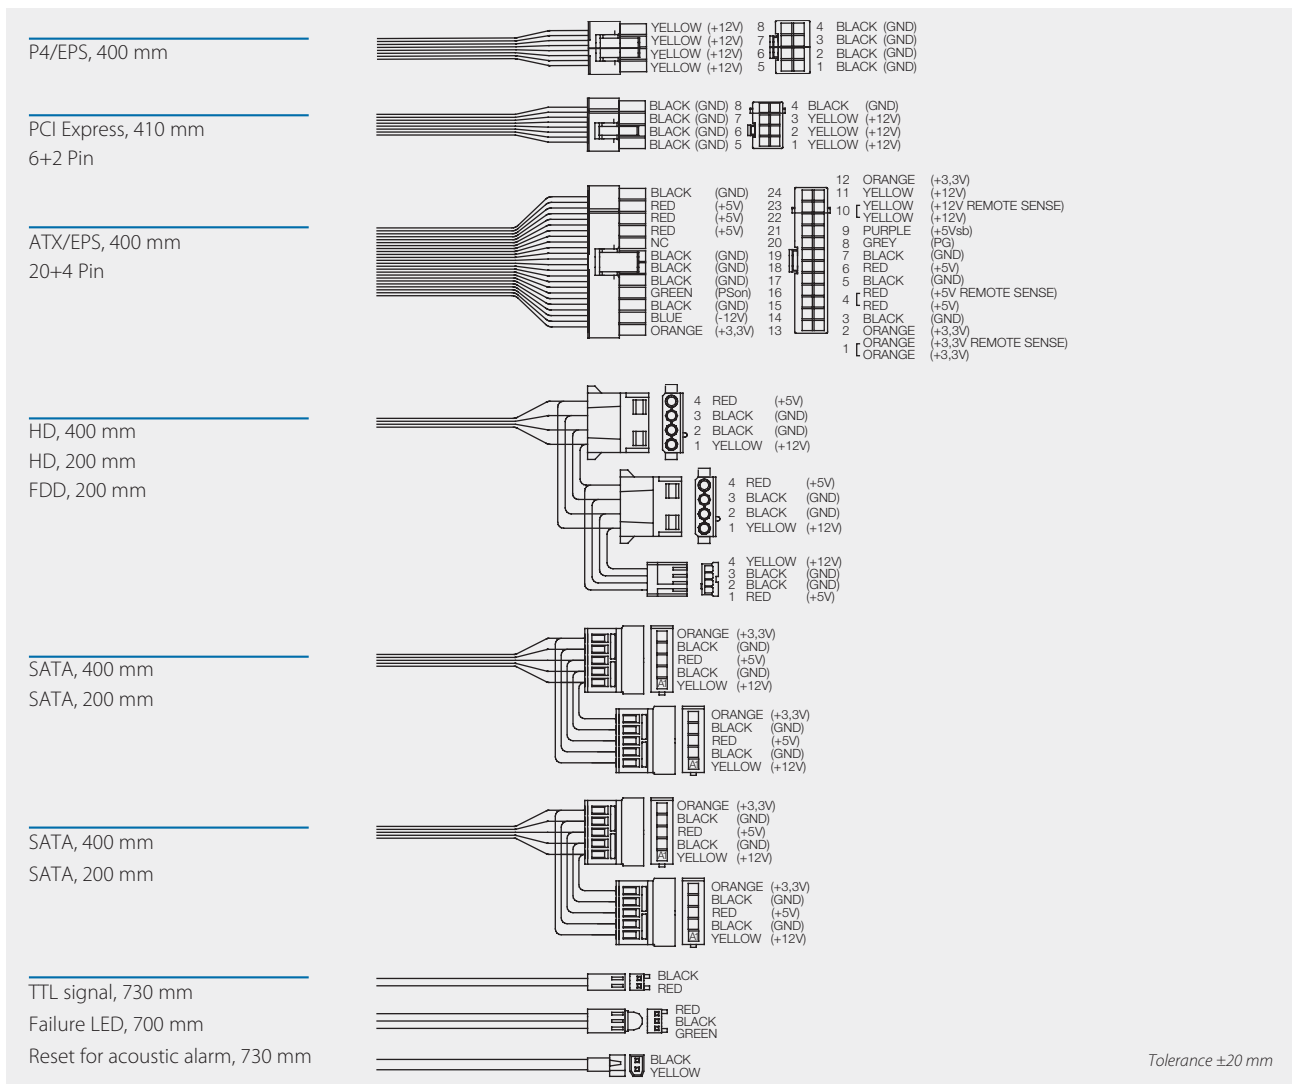 P4/EPS, 400 mm
YELLOW (+12V) 8 4 BLACK (GND)
YELLOW (+12V) 7 3 BLACK (GND)
YELLOW (+12V) 6 2 BLACK (GND)
YELLOW (+12V) 5 1 BLACK (GND)
PCI Express, 410 mm
6+2 Pin
BLACK (GND) 8 4 BLACK (GND)
BLACK (GND) 7 3 YELLOW (+12V)
BLACK (GND) 6 2 YELLOW (+12V)
BLACK (GND) 5 1 YELLOW (+12V)
ATX/EPS, 400 mm
20+4 Pin
BLACK (GND) 24
RED (+5V) 23
RED (+5V) 22
RED (+5V) 21
NC 20
BLACK (GND) 19
BLACK (GND) 18
BLACK (GND) 17
GREEN (PSon) 16
BLACK (GND) 15
BLUE (-12V) 14
ORANGE (+3,3V) 13
12 ORANGE (+3,3V)
11 YELLOW (+12V)
10 YELLOW (+12V REMOTE SENSE)
YELLOW (+12V)
9 PURPLE (+5Vsb)
8 GREY (PG)
7 BLACK (GND)
6 RED (+5V)
5 BLACK (GND)
4 RED (+5V REMOTE SENSE)
RED (+5V)
3 BLACK (GND)
2 ORANGE (+3,3V)
1 ORANGE (+3,3V REMOTE SENSE)
ORANGE (+3,3V)
HD, 400 mm
HD, 200 mm
FDD, 200 mm
4 RED (+5V)
3 BLACK (GND)
2 BLACK (GND)
1 YELLOW (+12V)
4 RED (+5V)
3 BLACK (GND)
2 BLACK (GND)
1 YELLOW (+12V)
4 YELLOW (+12V)
3 BLACK (GND)
2 BLACK (GND)
1 RED (+5V)
SATA, 400 mm
SATA, 200 mm
ORANGE (+3,3V)
BLACK (GND)
RED (+5V)
BLACK (GND)
A1 YELLOW (+12V)
ORANGE (+3,3V)
BLACK (GND)
RED (+5V)
BLACK (GND)
A1 YELLOW (+12V)
SATA, 400 mm
SATA, 200 mm
ORANGE (+3,3V)
BLACK (GND)
RED (+5V)
BLACK (GND)
A1 YELLOW (+12V)
ORANGE (+3,3V)
BLACK (GND)
RED (+5V)
BLACK (GND)
A1 YELLOW (+12V)
TTL signal, 730 mm
BLACK
RED
Failure LED, 700 mm
RED
BLACK
GREEN
Reset for acoustic alarm, 730 mm
BLACK
YELLOW
Tolerance ±20 mm